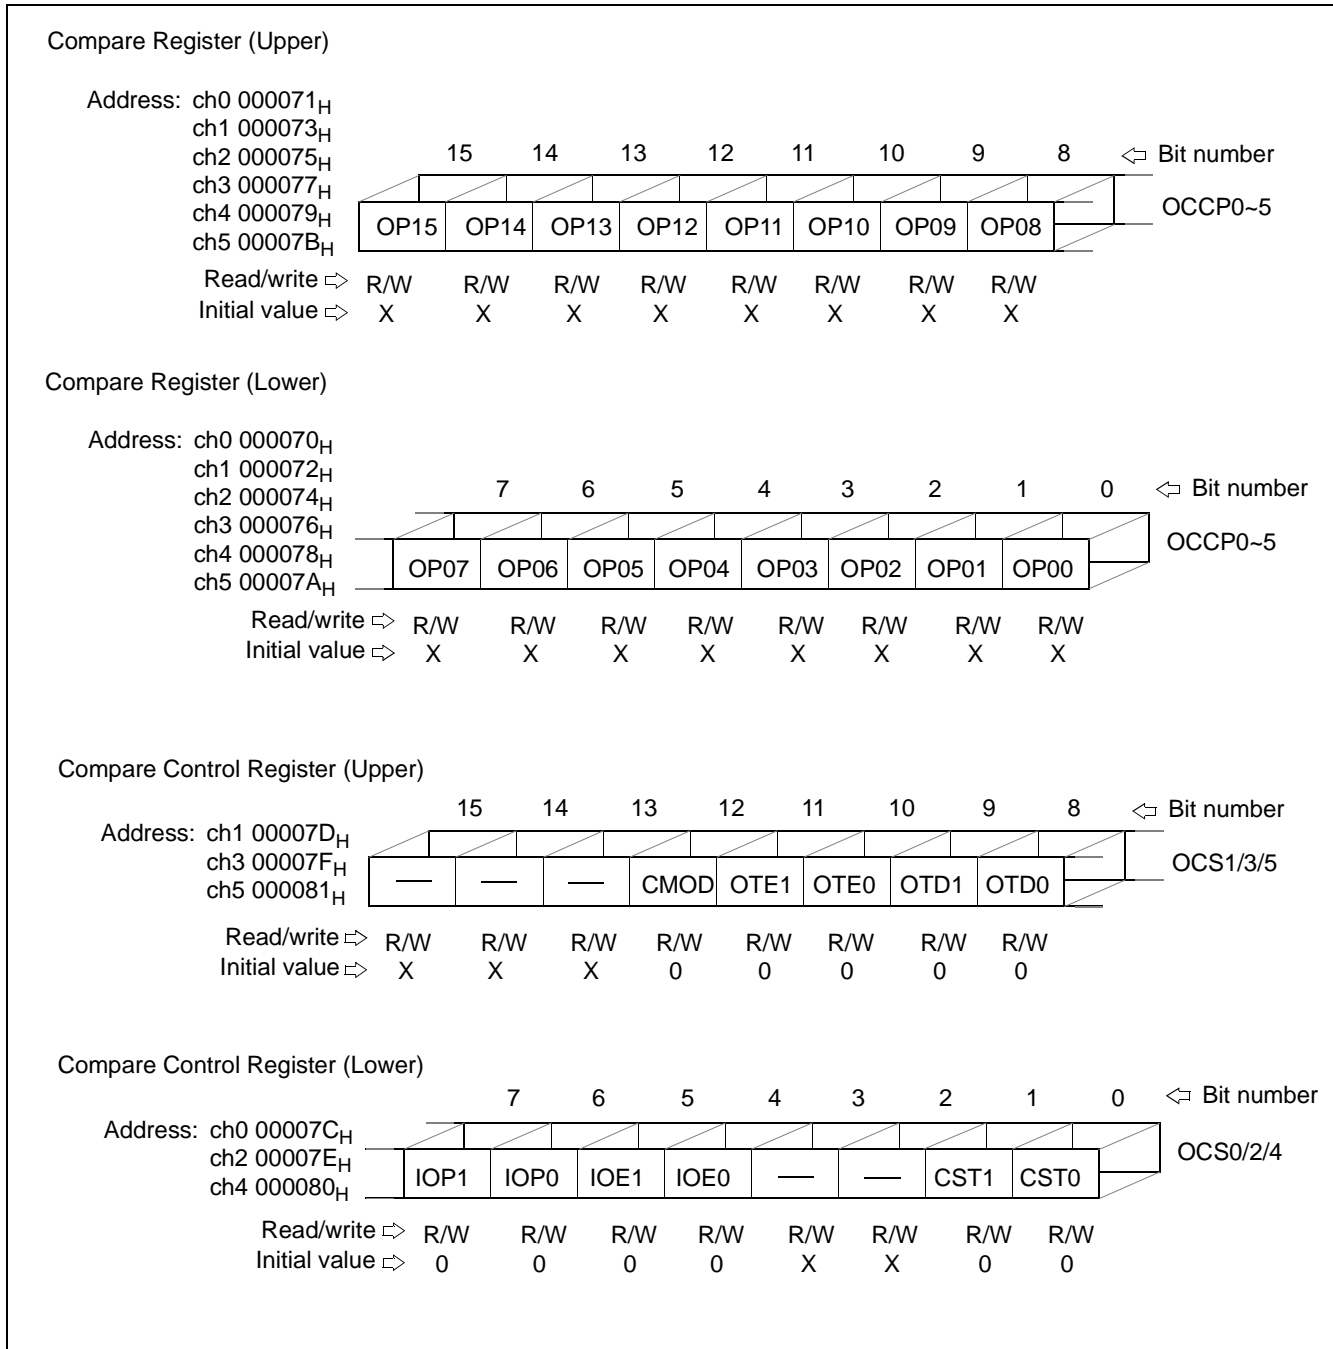 Compare Register (Upper)
Address: ch0 000071H
ch1 000073H
ch2 000075H
ch3 000077H
ch4 000079H
ch5 00007BH
15 14 13 12 11 10 9 8 Bit number
OP15 OP14 OP13 OP12 OP11 OP10 OP09 OP08 OCCP0~5
Read/write R/W R/W R/W R/W R/W R/W R/W R/W
Initial value X X X X X X X X
Compare Register (Lower)
Address: ch0 000070H
ch1 000072H
ch2 000074H
ch3 000076H
ch4 000078H
ch5 00007AH
7 6 5 4 3 2 1 0 Bit number
OP07 OP06 OP05 OP04 OP03 OP02 OP01 OP00 OCCP0~5
Read/write R/W R/W R/W R/W R/W R/W R/W R/W
Initial value X X X X X X X X
Compare Control Register (Upper)
15 14 13 12 11 10 9 8 Bit number
Address: ch1 00007DH
ch3 00007FH
ch5 000081H
— — — CMOD OTE1 OTE0 OTD1 OTD0 OCS1/3/5
Read/write R/W R/W R/W R/W R/W R/W R/W R/W
Initial value X X X 0 0 0 0 0
Compare Control Register (Lower)
7 6 5 4 3 2 1 0 Bit number
Address: ch0 00007CH
ch2 00007EH
ch4 000080H
IOP1 IOP0 IOE1 IOE0 — — CST1 CST0 OCS0/2/4
Read/write R/W R/W R/W R/W R/W R/W R/W R/W
Initial value 0 0 0 0 X X 0 0